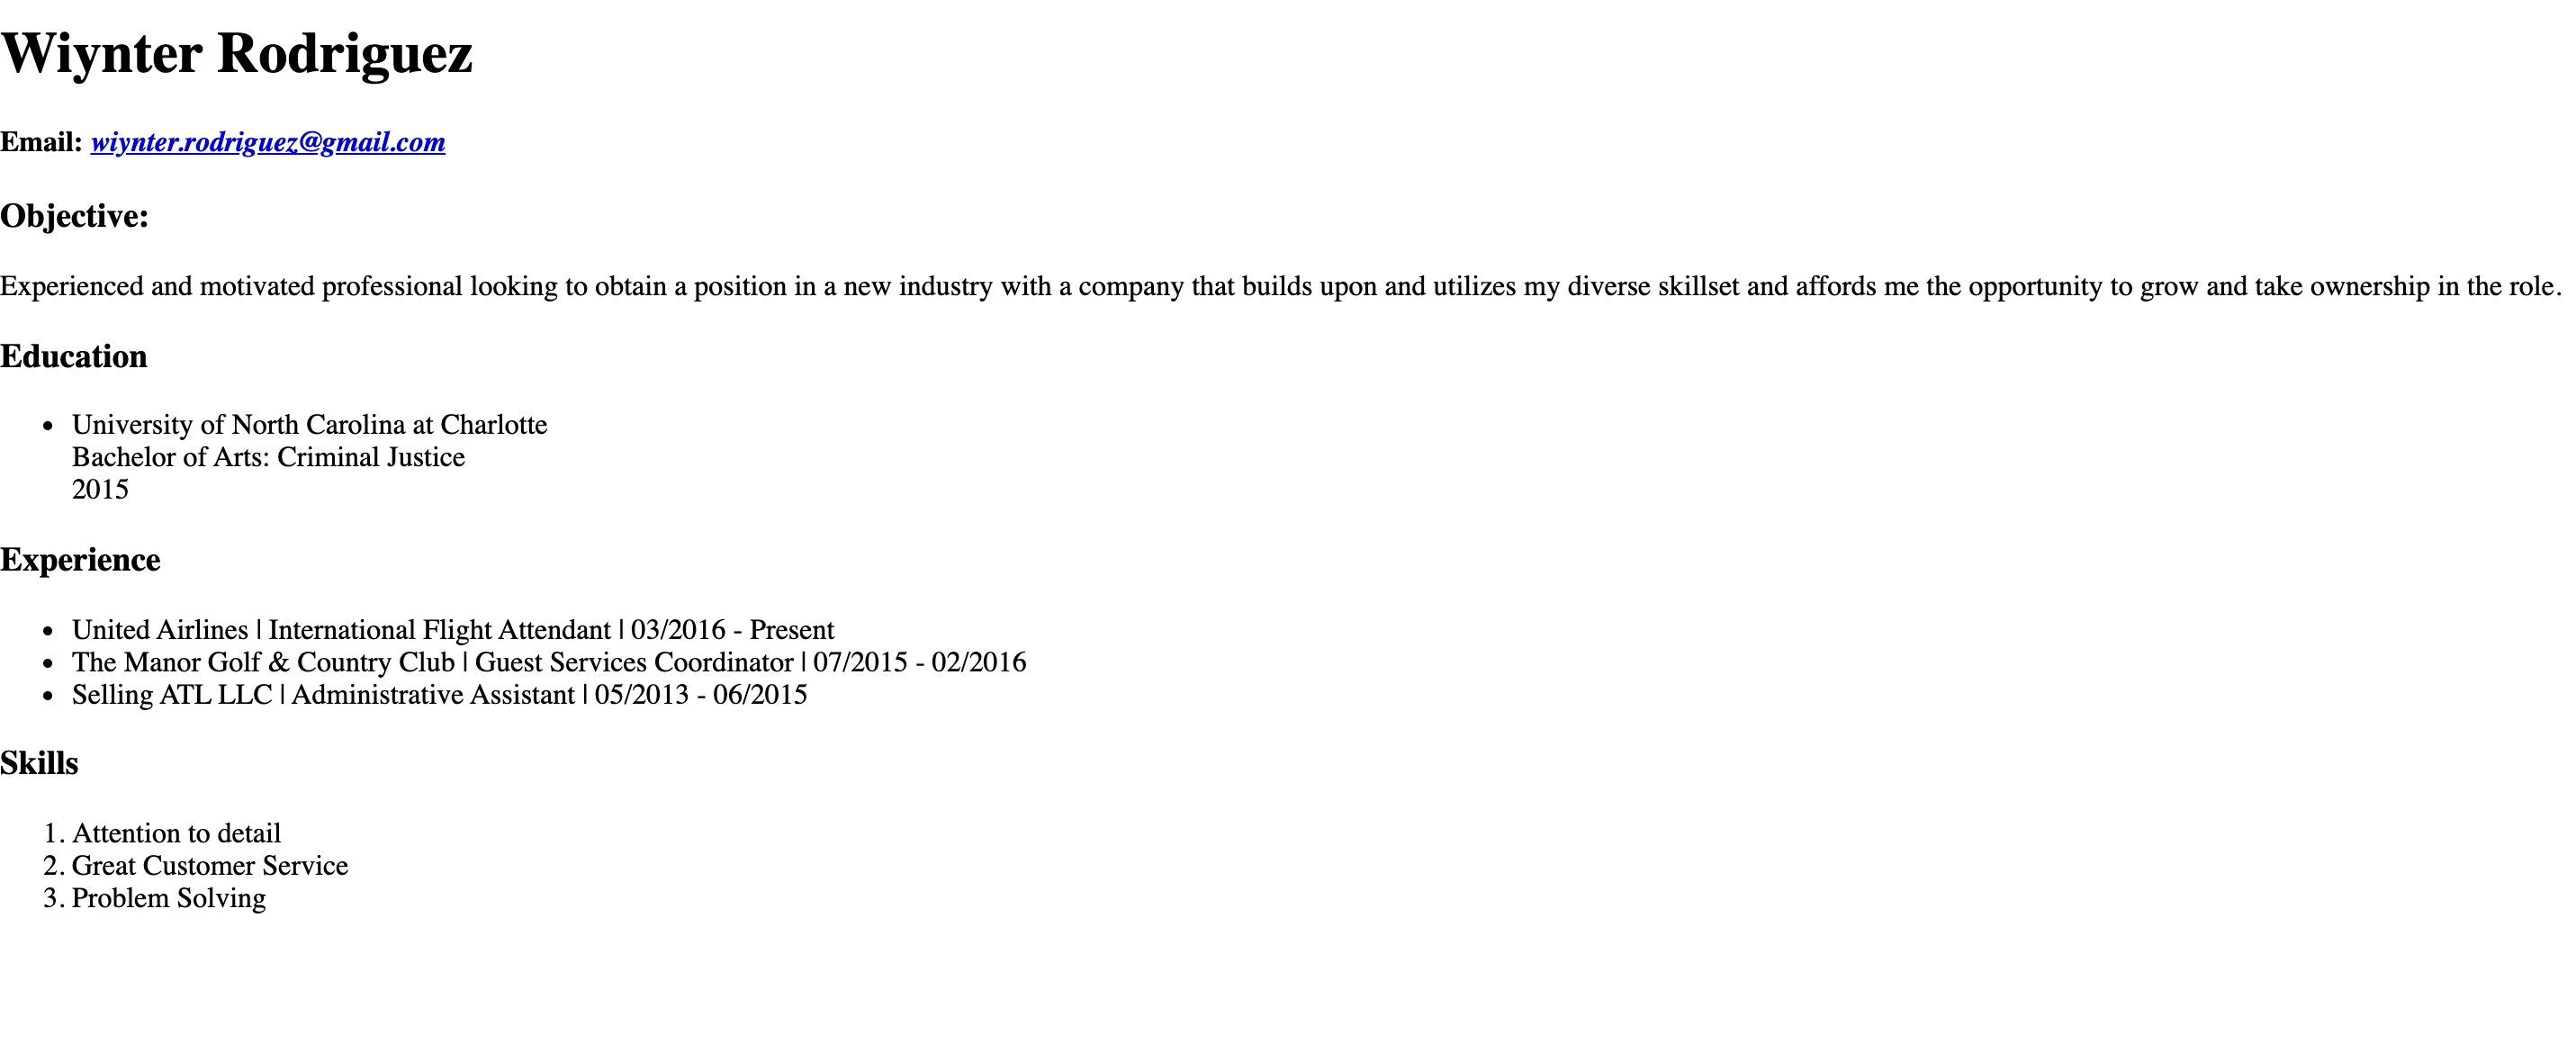 Wiynter Rodriguez
Email: wiynter.rodriguez@gmail.com
Objective:
Experienced and motivated professional looking to obtain a position in a new industry with a company that builds upon and utilizes my diverse skillset and affords me the opportunity to grow and take ownership in the role.
Education
• University of North Carolina at Charlotte
Bachelor of Arts: Criminal Justice
2015
Experience
• United Airlines | International Flight Attendant | 03/2016 - Present
• The Manor Golf & Country Club | Guest Services Coordinator | 07/2015 - 02/2016
• Selling ATL LLC | Administrative Assistant | 05/2013 - 06/2015
Skills
1. Attention to detail
2. Great Customer Service
3. Problem Solving